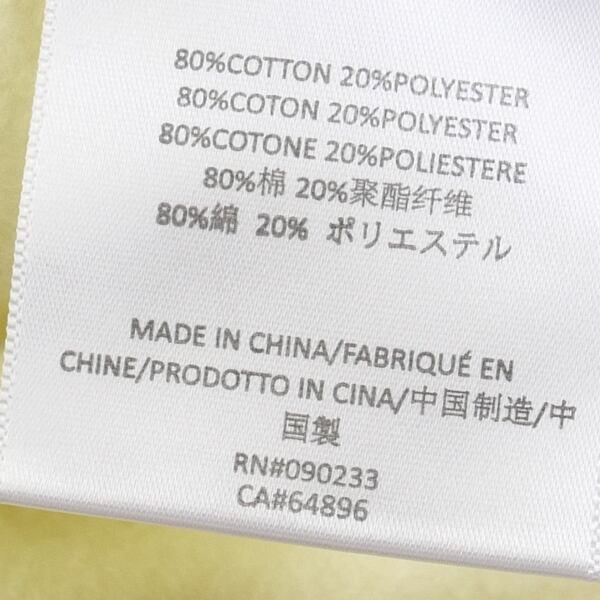 80%COTTON 20%POLYESTER
80%COTON 20%POLYESTER
80%COTONE 20%POLIESTERE
80%棉 20%聚酯纤维
80%綿 20% ポリエステル
MADE IN CHINA/FABRIQUÉ EN
CHINE/PRODOTTO IN CINA/中国制造/中
国製
RN#090233
CA#64896